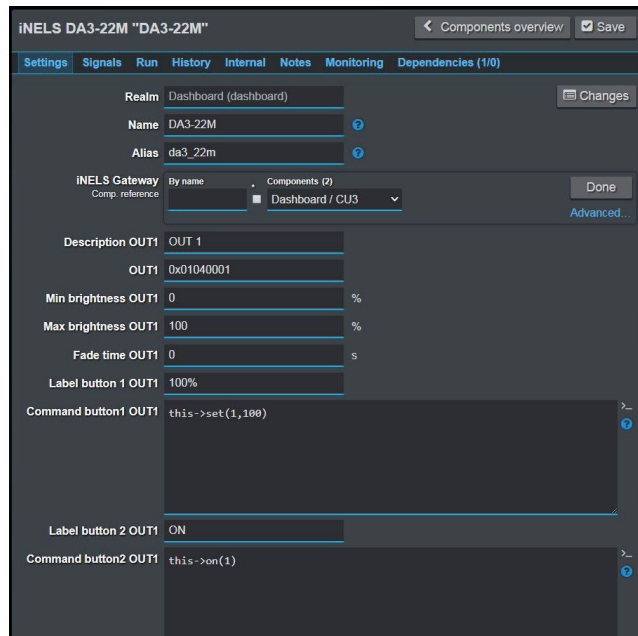 iNELS DA3-22M "DA3-22M"
Components overview
Save
Settings Signals Run History Internal Notes Monitoring Dependencies (1/0)
Realm Dashboard (dashboard)
Changes
Name DA3-22M
Alias da3_22m
iNELS Gateway
Comp. reference
By name . Components (2)
Dashboard / CU3
Done
Advanced...
Description OUT1 OUT 1
OUT1 0x01040001
Min brightness OUT1 0 %
Max brightness OUT1 100 %
Fade time OUT1 0 s
Label button 1 OUT1 100%
Command button1 OUT1 this->set(1,100)
Label button 2 OUT1 ON
Command button2 OUT1 this->on(1)